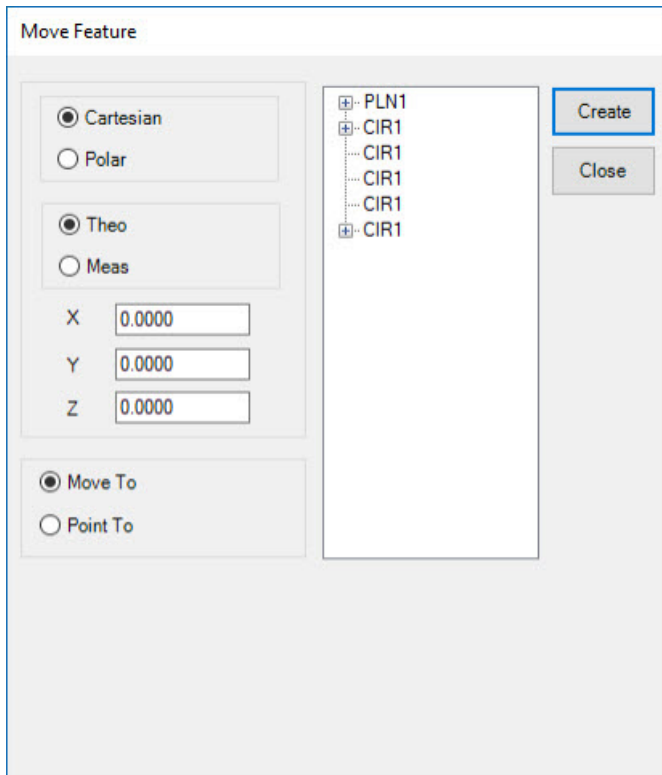 Move Feature
Cartesian
Polar
Theo
Meas
X 0.0000
Y 0.0000
Z 0.0000
Move To
Point To
PLN1
CIR1
CIR1
CIR1
CIR1
CIR1
Create
Close